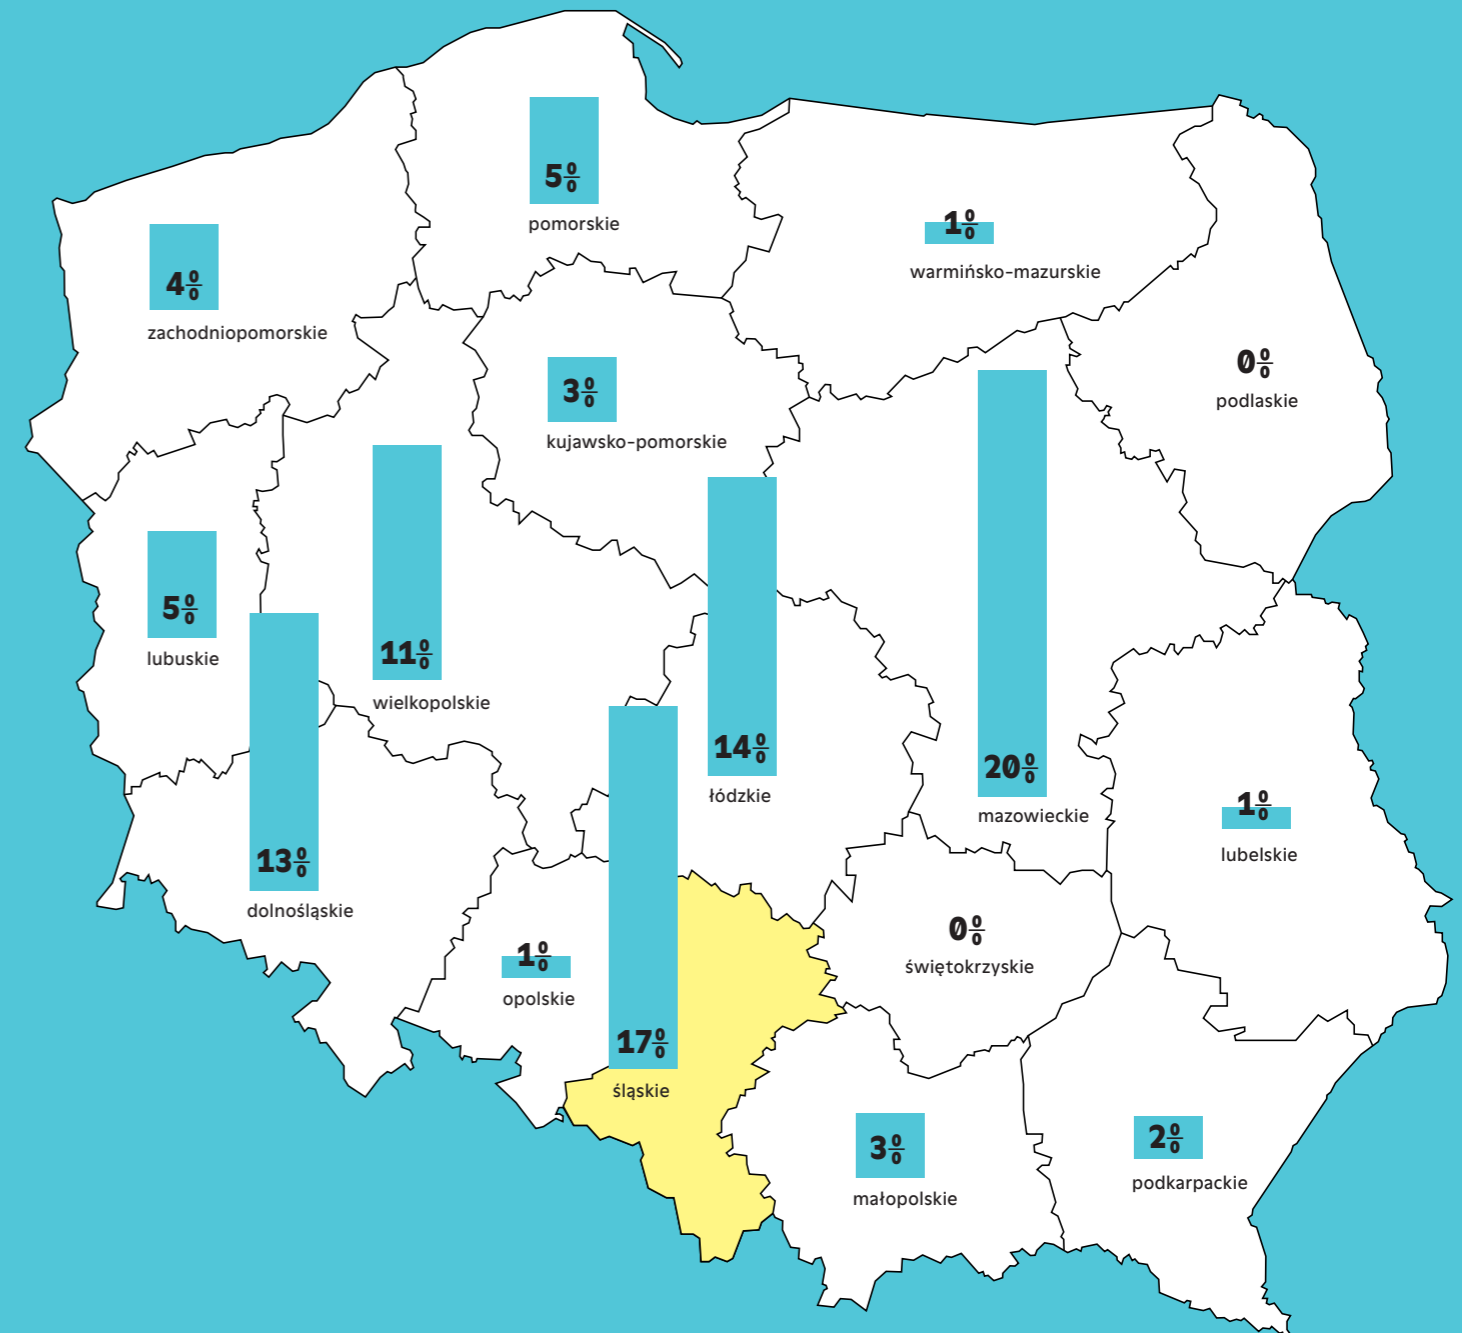 5%
pomorskie
4%
zachodniopomorskie
1%
warmińsko-mazurskie
0%
podlaskie
3%
kujawsko-pomorskie
5%
lubuskie
11%
wielkopolskie
14%
łódzkie
20%
mazowieckie
1%
lubelskie
13%
dolnośląskie
1%
opolskie
17%
śląskie
0%
świętokrzyskie
3%
małopolskie
2%
podkarpackie